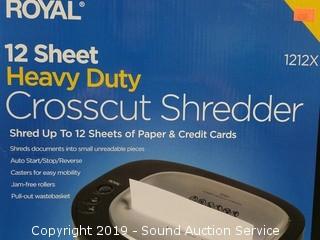 ROYAL®
12 Sheet
Heavy Duty
1212X
Crosscut Shredder
Shred Up To 12 Sheets of Paper & Credit Cards
Shreds documents into small unreadable pieces
Auto Start/Stop/Reverse
Casters for easy mobility
Jam-free rollers
Pull-out wastebasket
Copyright 2019 - Sound Auction Service